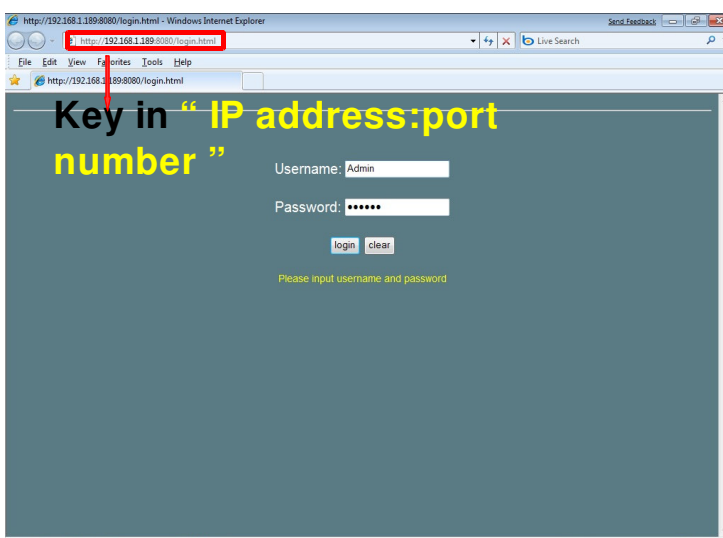 http://192.168.1.189:8080/login.html - Windows Internet Explorer
Send Feedback
http://192.168.1.189:8080/login.html
Live Search
File Edit View Favorites Tools Help
http://192.168.1.189:8080/login.html
Key in “ IP address:port
number ”
Username: Admin
Password: ••••••
login clear
Please input username and password